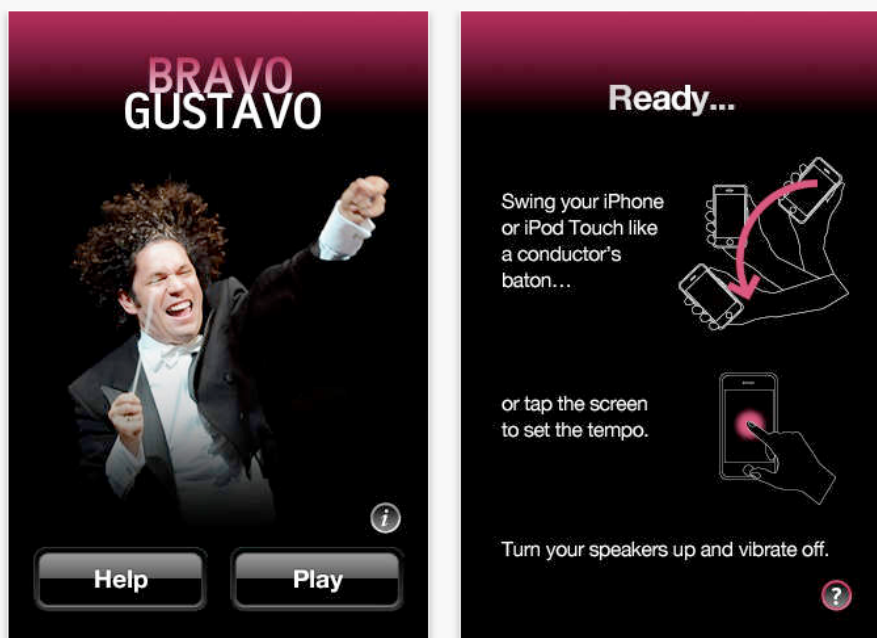 BRAVO
GUSTAVO
i
Help
Play
Ready...
Swing your iPhone
or iPod Touch like
a conductor's
baton...
or tap the screen
to set the tempo.
Turn your speakers up and vibrate off.
?